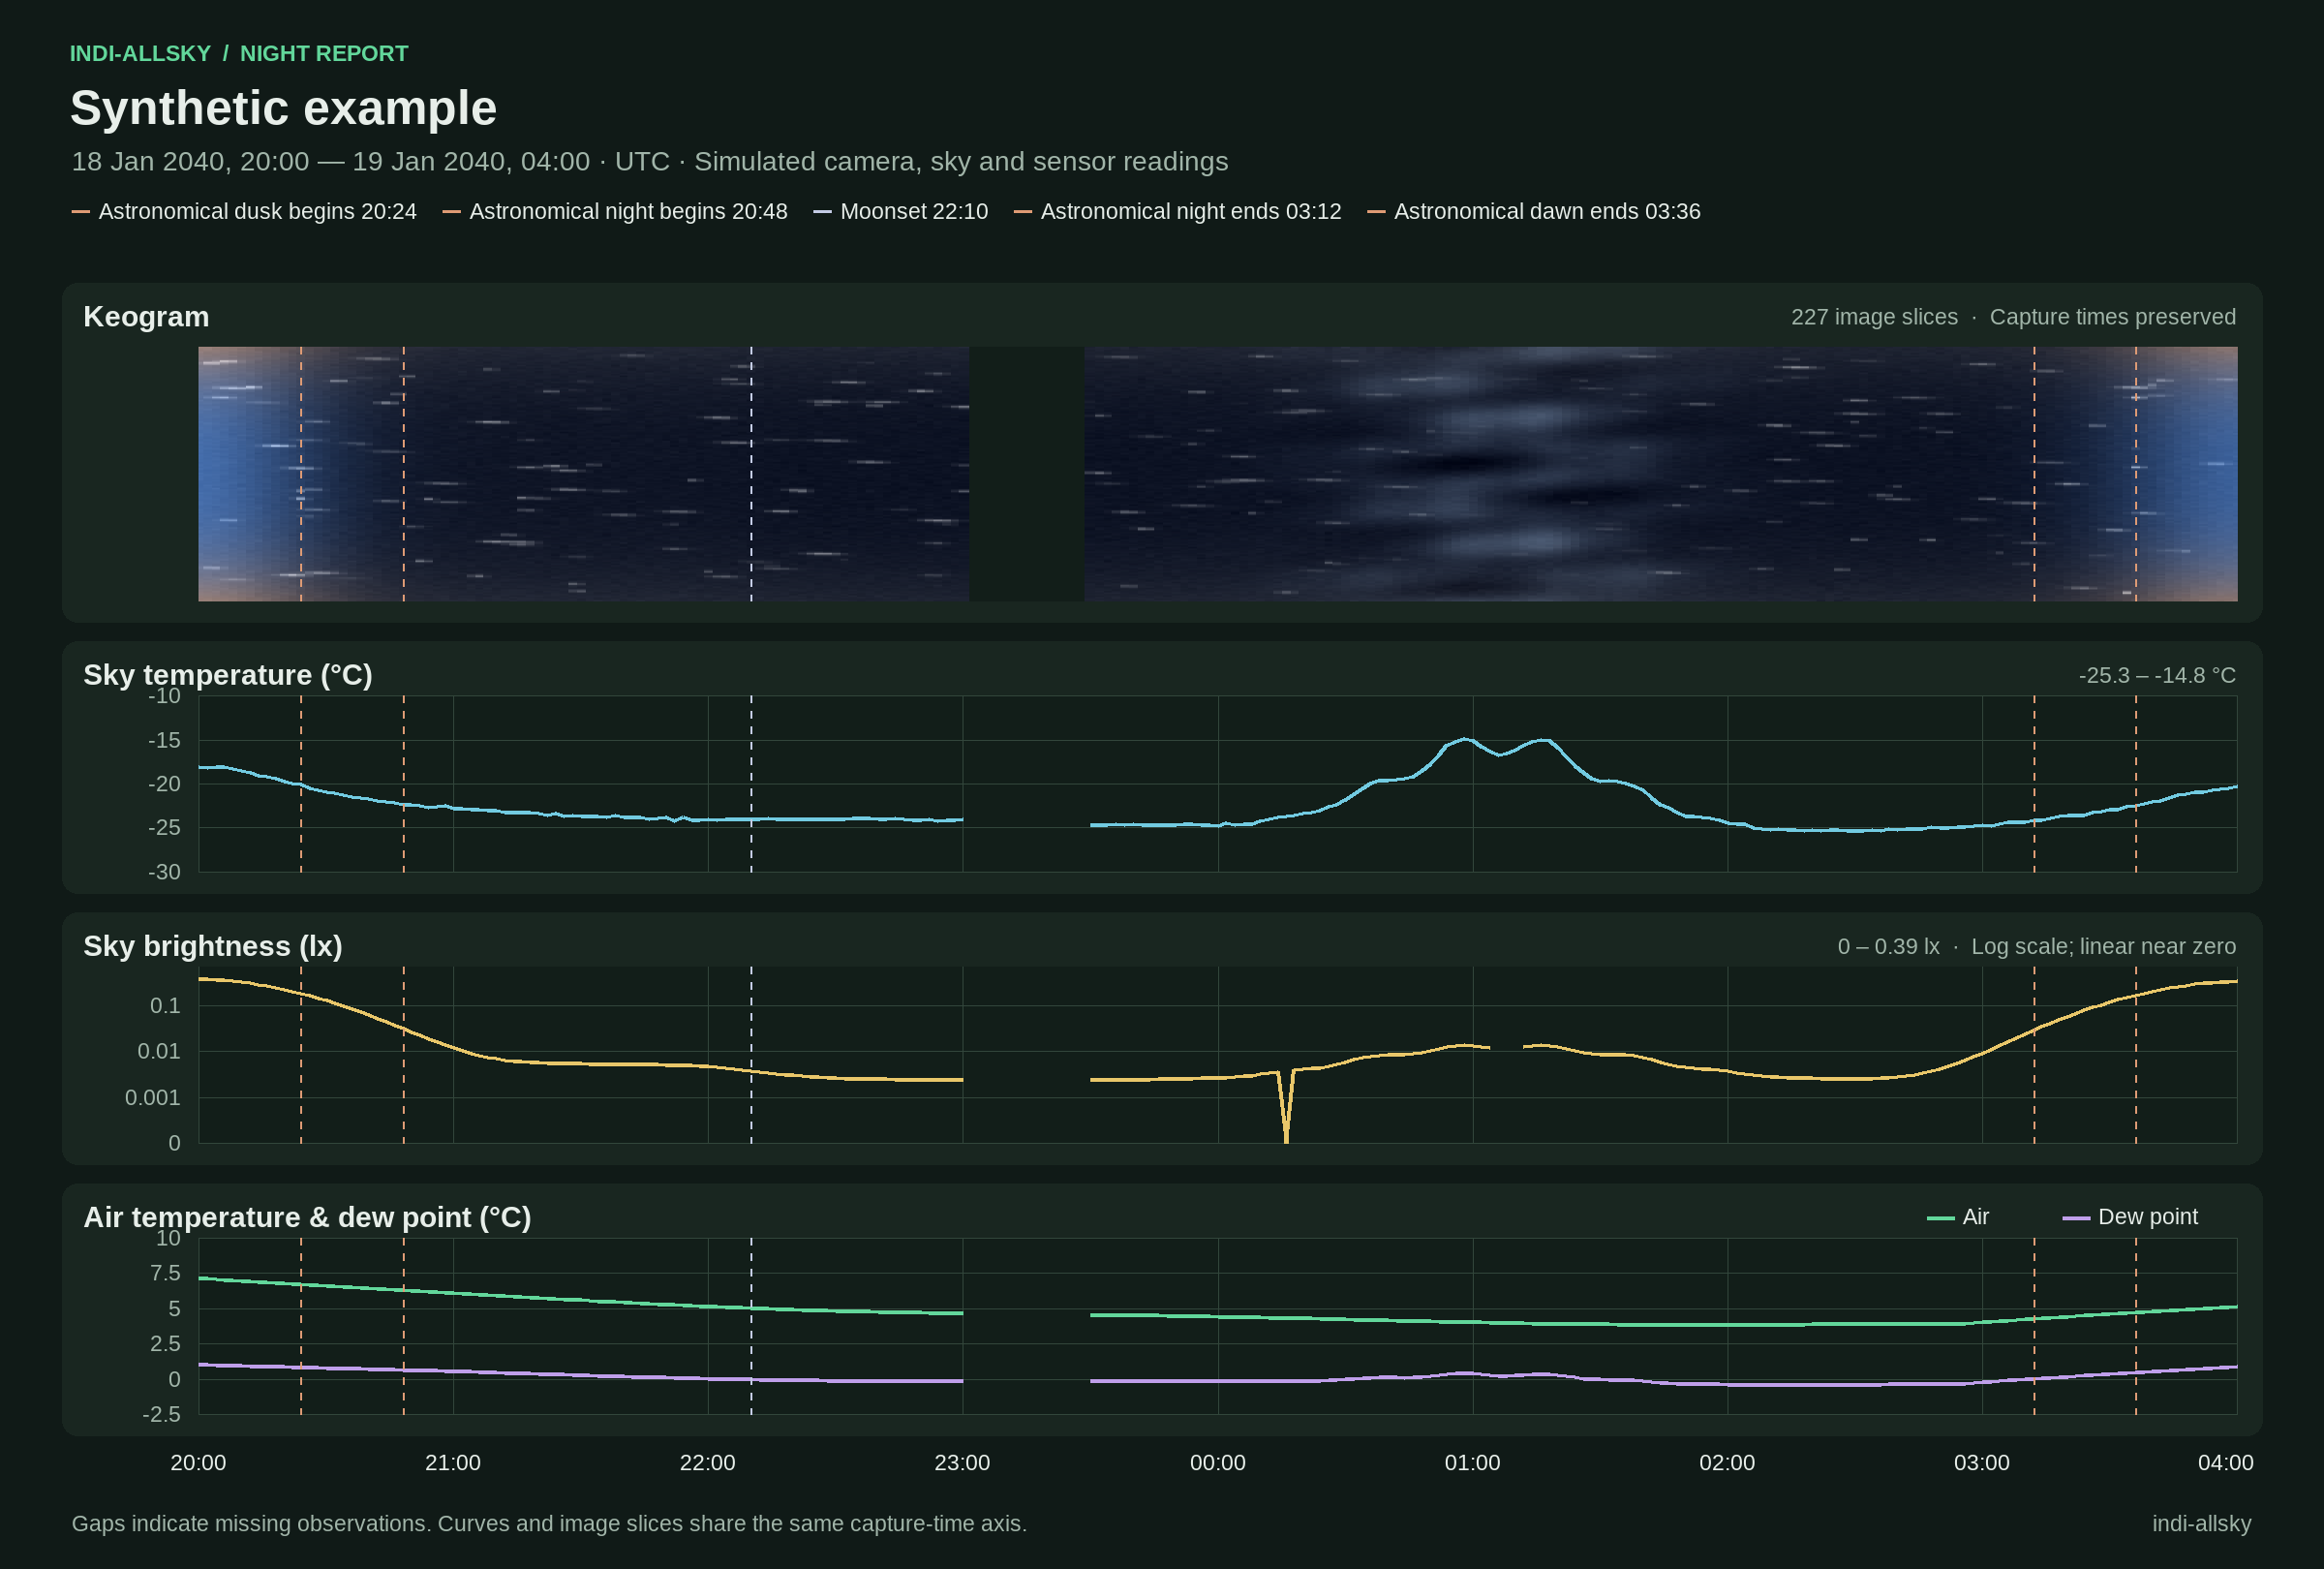 INDI-ALLSKY / NIGHT REPORT
Synthetic example
18 Jan 2040, 20:00 — 19 Jan 2040, 04:00 · UTC · Simulated camera, sky and sensor readings
Astronomical dusk begins 20:24 Astronomical night begins 20:48 Moonset 22:10 Astronomical night ends 03:12 Astronomical dawn ends 03:36
Keogram 227 image slices · Capture times preserved
Sky temperature (°C) -25.3 – -14.8 °C
-10
-15
-20
-25
-30
Sky brightness (lx) 0 – 0.39 lx · Log scale; linear near zero
0.1
0.01
0.001
0
Air temperature & dew point (°C) Air Dew point
10
7.5
5
2.5
0
-2.5
20:00 21:00 22:00 23:00 00:00 01:00 02:00 03:00 04:00
Gaps indicate missing observations. Curves and image slices share the same capture-time axis. indi-allsky